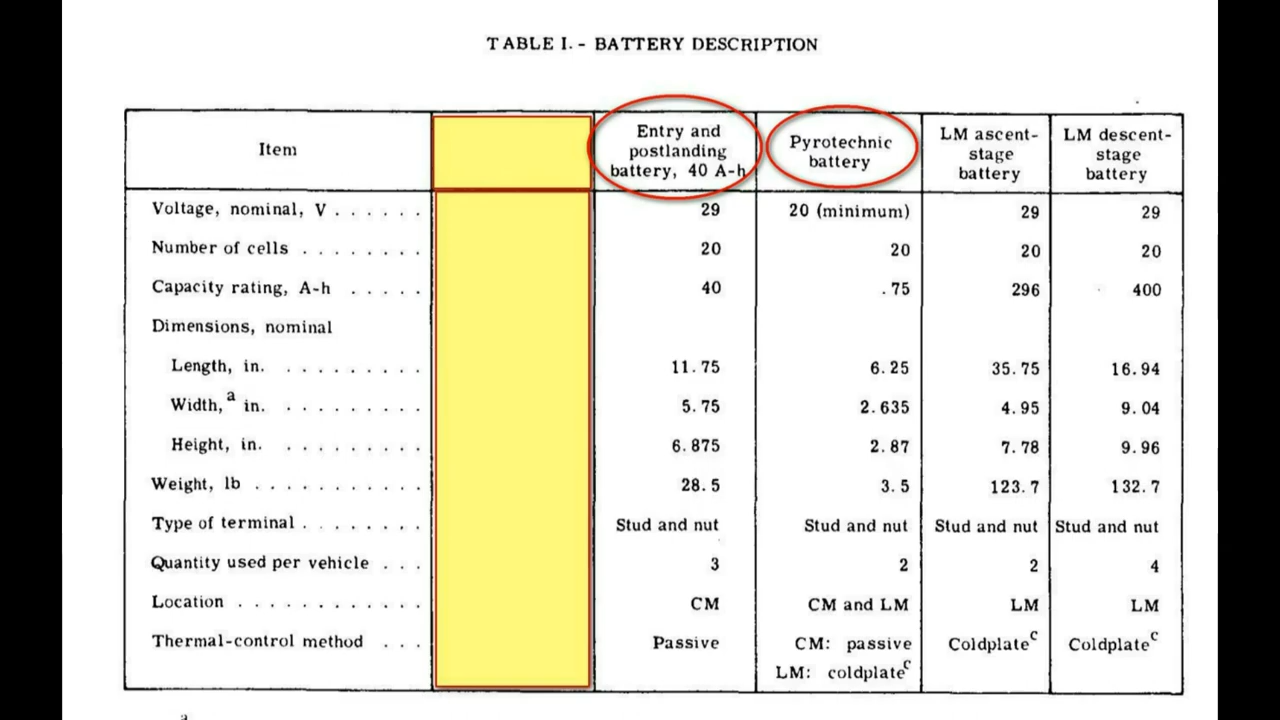 TABLE I. - BATTERY DESCRIPTION
Item Entry and postlanding battery, 40 A-h Pyrotechnic battery LM ascent-stage battery LM descent-stage battery
Voltage, nominal, V . . . . . . 29 20 (minimum) 29 29
Number of cells . . . . . . . . 20 20 20 20
Capacity rating, A-h . . . . . 40 .75 296 400
Dimensions, nominal
Length, in. . . . . . . . . . 11.75 6.25 35.75 16.94
Width,a in. . . . . . . . . . 5.75 2.635 4.95 9.04
Height, in. . . . . . . . . . 6.875 2.87 7.78 9.96
Weight, lb . . . . . . . . . . . 28.5 3.5 123.7 132.7
Type of terminal . . . . . . . . Stud and nut Stud and nut Stud and nut Stud and nut
Quantity used per vehicle . . . 3 2 2 4
Location . . . . . . . . . . . . CM CM and LM LM LM
Thermal-control method . . . Passive CM: passive Coldplatec Coldplatec
LM: coldplatec
a